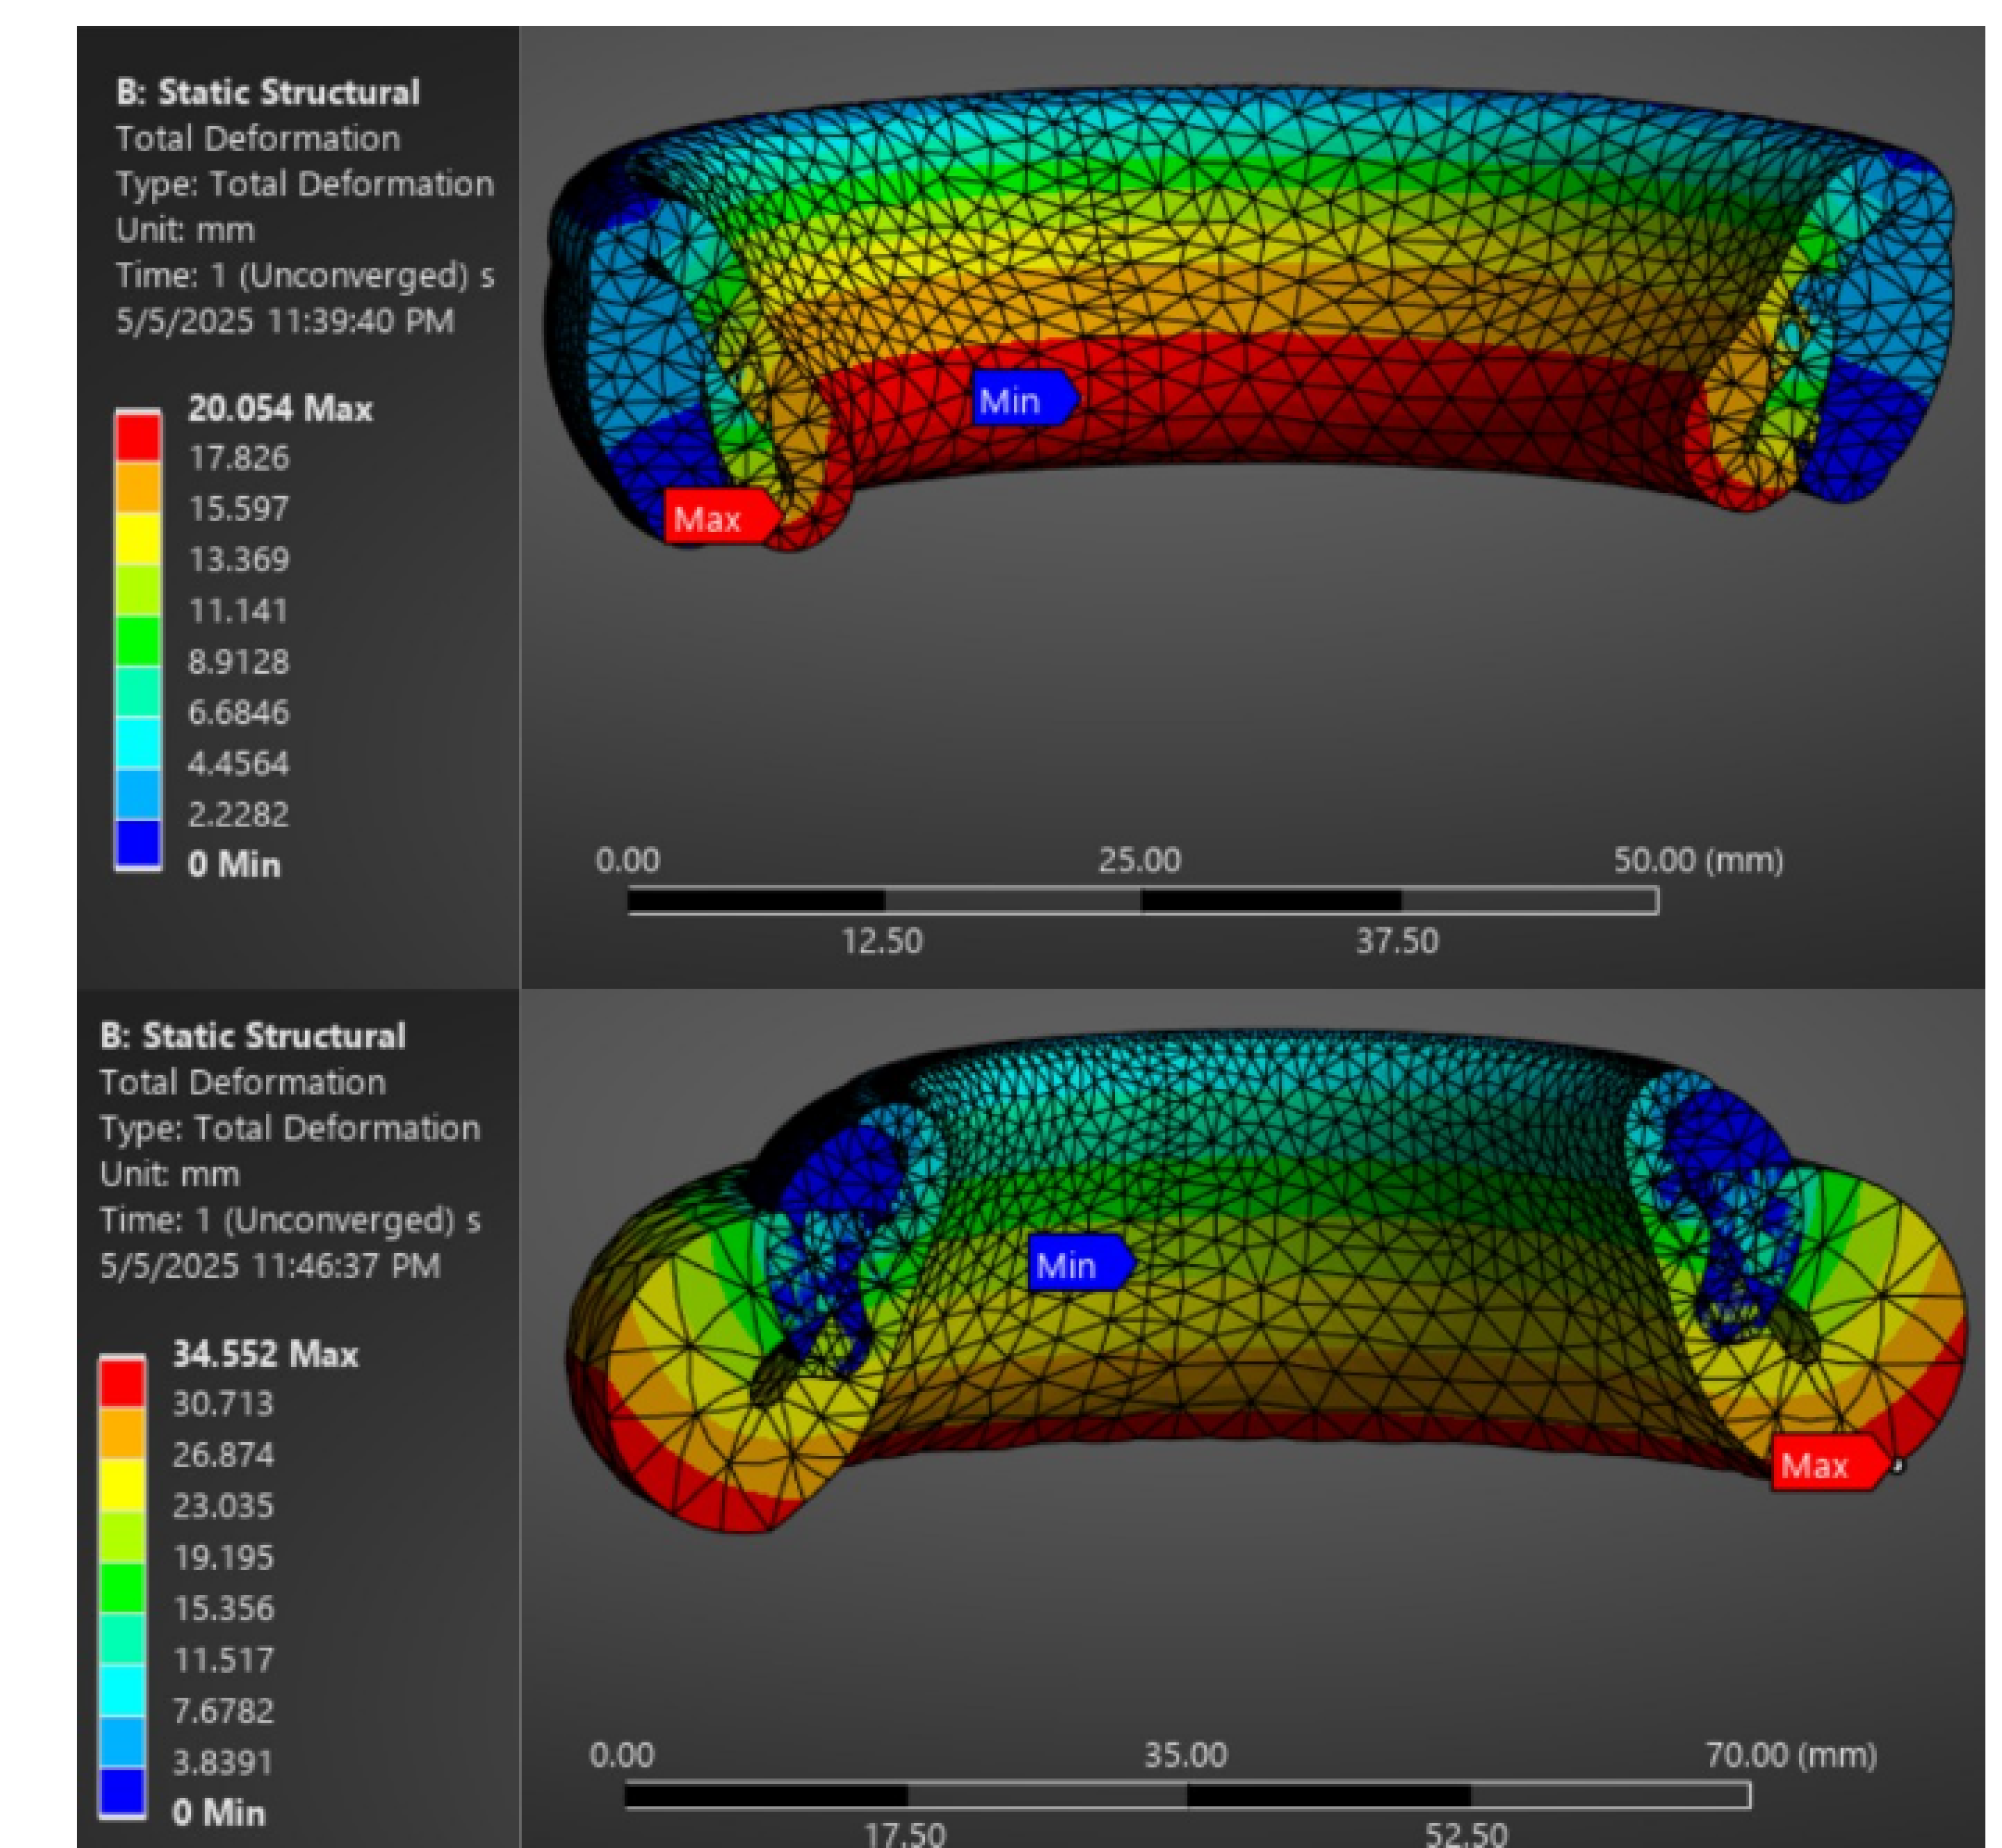 B: Static Structural
Total Deformation
Type: Total Deformation
Unit: mm
Time: 1 (Unconverged) s
5/5/2025 11:39:40 PM
20.054 Max
17.826
15.597
13.369
11.141
8.9128
6.6846
4.4564
2.2282
0 Min
Min
Max
0.00 25.00 50.00 (mm)
12.50 37.50
B: Static Structural
Total Deformation
Type: Total Deformation
Unit: mm
Time: 1 (Unconverged) s
5/5/2025 11:46:37 PM
34.552 Max
30.713
26.874
23.035
19.195
15.356
11.517
7.6782
3.8391
0 Min
Min
Max
0.00 35.00 70.00 (mm)
17.50 52.50